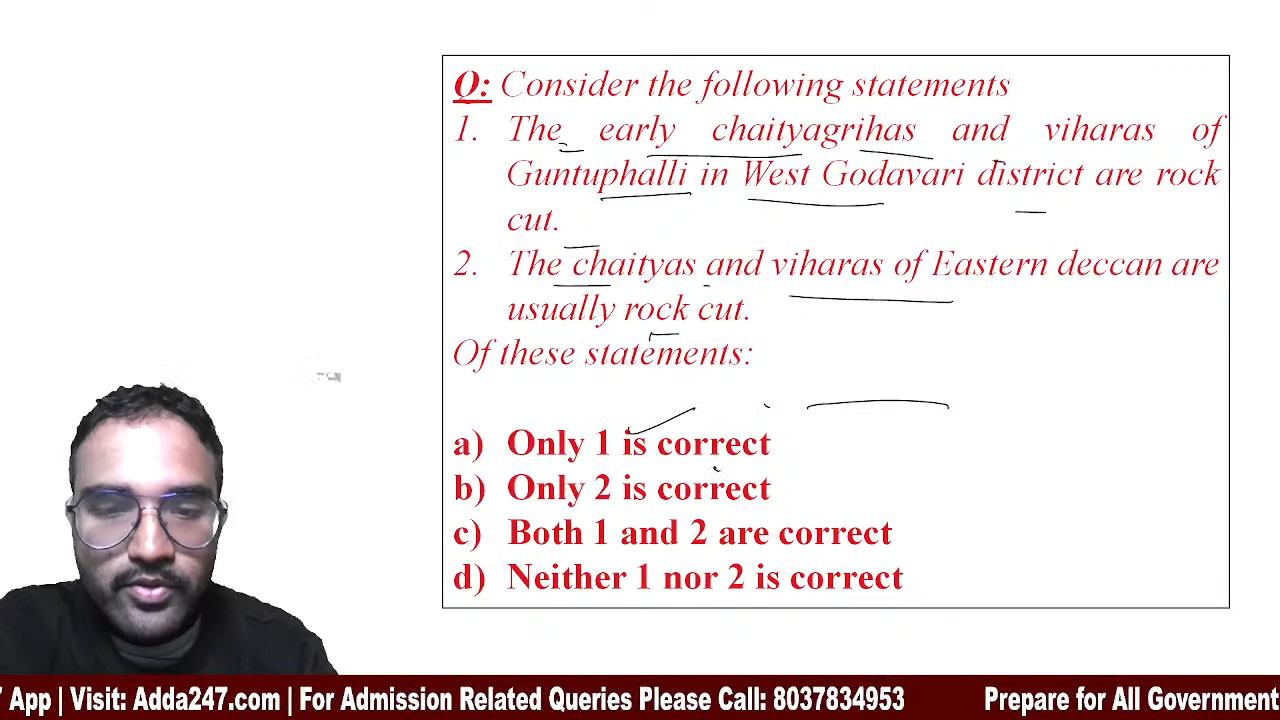 Q: Consider the following statements
1. The early chaityagrihas and viharas of
Guntuphalli in West Godavari district are rock
cut.
2. The chaityas and viharas of Eastern deccan are
usually rock cut.
Of these statements:
a) Only 1 is correct
b) Only 2 is correct
c) Both 1 and 2 are correct
d) Neither 1 nor 2 is correct
App | Visit: Adda247.com | For Admission Related Queries Please Call: 8037834953 Prepare for All Government